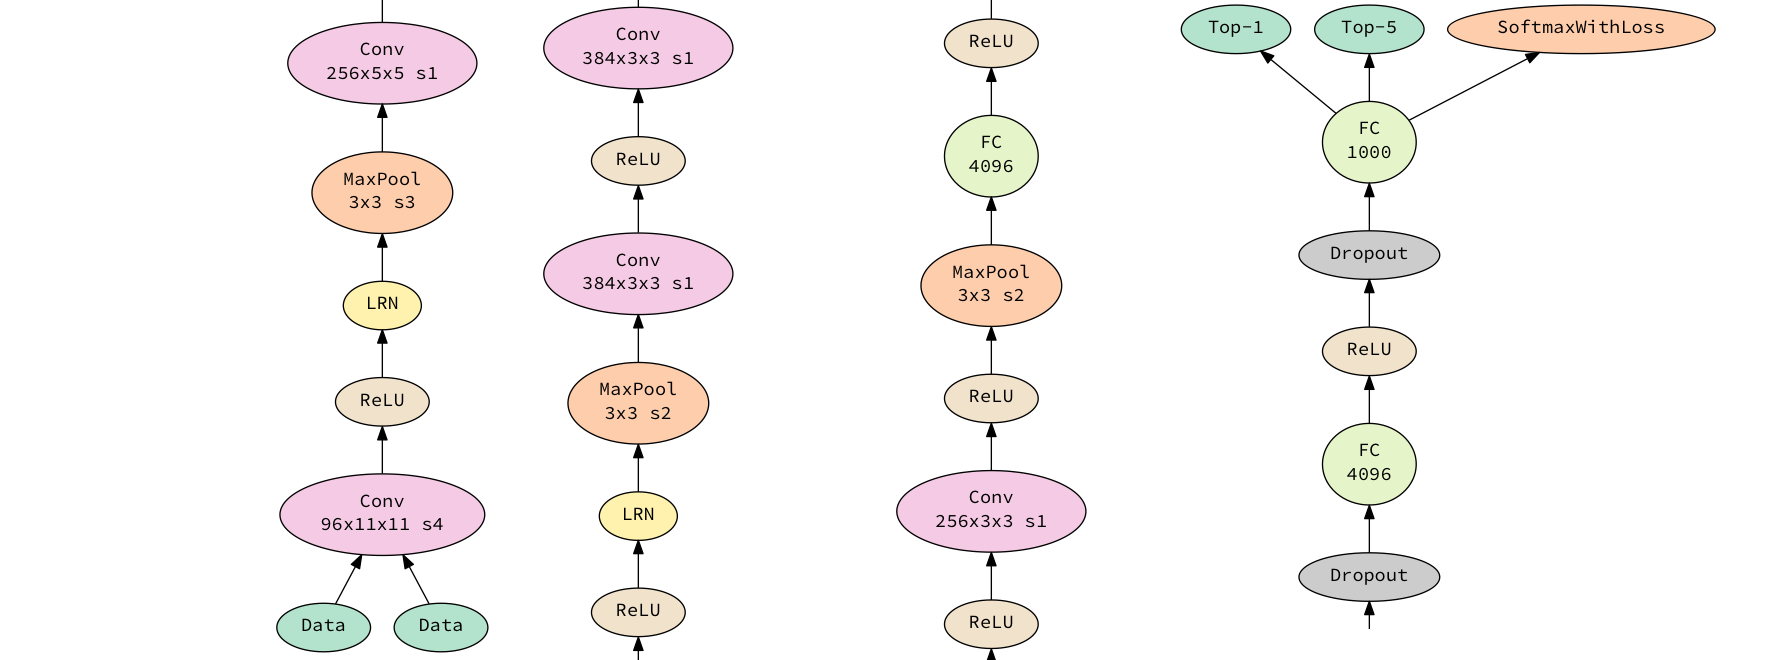 Conv
256x5x5 s1
MaxPool
3x3 s3
LRN
ReLU
Conv
96x11x11 s4
Data
Data
Conv
384x3x3 s1
ReLU
Conv
384x3x3 s1
MaxPool
3x3 s2
LRN
ReLU
ReLU
FC
4096
MaxPool
3x3 s2
ReLU
Conv
256x3x3 s1
ReLU
Top-1
Top-5
SoftmaxWithLoss
FC
1000
Dropout
ReLU
FC
4096
Dropout